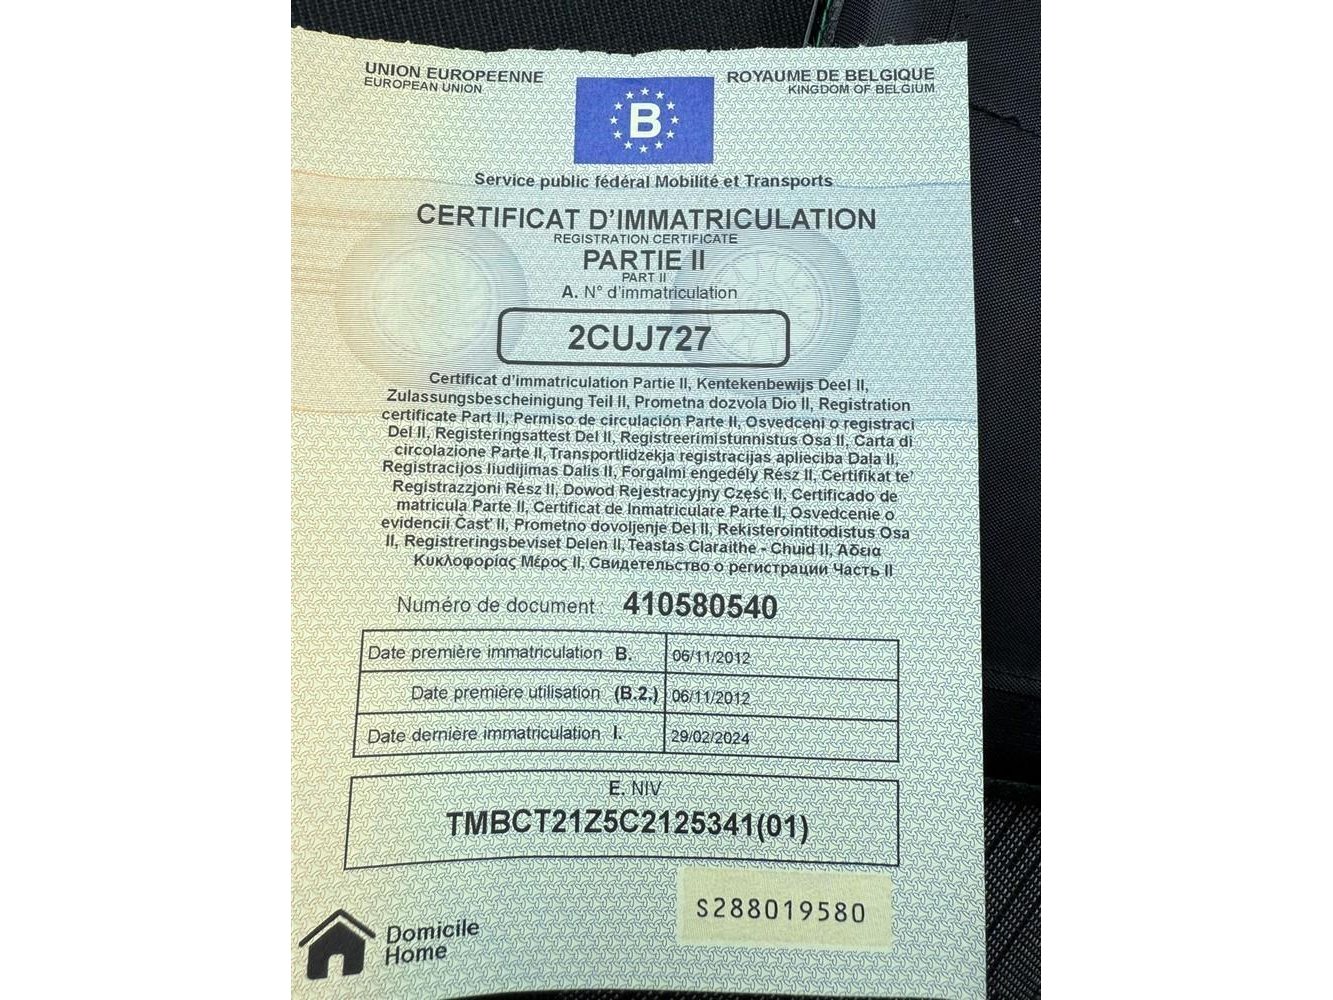 UNION EUROPEENNE
EUROPEAN UNION
B
ROYAUME DE BELGIQUE
KINGDOM OF BELGIUM
Service public fédéral Mobilité et Transports
CERTIFICAT D'IMMATRICULATION
REGISTRATION CERTIFICATE
PARTIE II
PART II
A. N° d'immatriculation
2CUJ727
Certificat d'immatriculation Partie II, Kentekenbewijs Deel II,
Zulassungsbescheinigung Teil II, Prometna dozvola Dio II, Registration
certificate Part II, Permiso de circulación Parte II, Osvedceni o registraci
Del II, Registeringsattest Del II, Registreerimistunnistus Osa II, Carta di
circolazione Parte II, Transportlidzekja registracijas aplieciba Dala II,
Registracijos liudijimas Dalis II, Forgalmi engedély Rész II, Certifikat te'
Registrazzjoni Rész II, Dowod Rejestracyjny Część II, Certificado de
matricula Parte II, Certificat de Inmatriculare Parte II, Osvedcenie o
evidencii Časť II, Prometno dovoljenje Del II, Rekisterointitodistus Osa
II, Registreringsbeviset Delen II, Teastas Claraithe - Chuid II, Άδεια
Κυκλοφορίας Μέρος II, Свидетельство о регистрации Часть II
Numéro de document : 410580540
Date première immatriculation B. 06/11/2012
Date première utilisation (B.2.) 06/11/2012
Date dernière immatriculation I. 29/02/2024
E. NIV
TMBCT21Z5C2125341(01)
S288019580
Domicile
Home